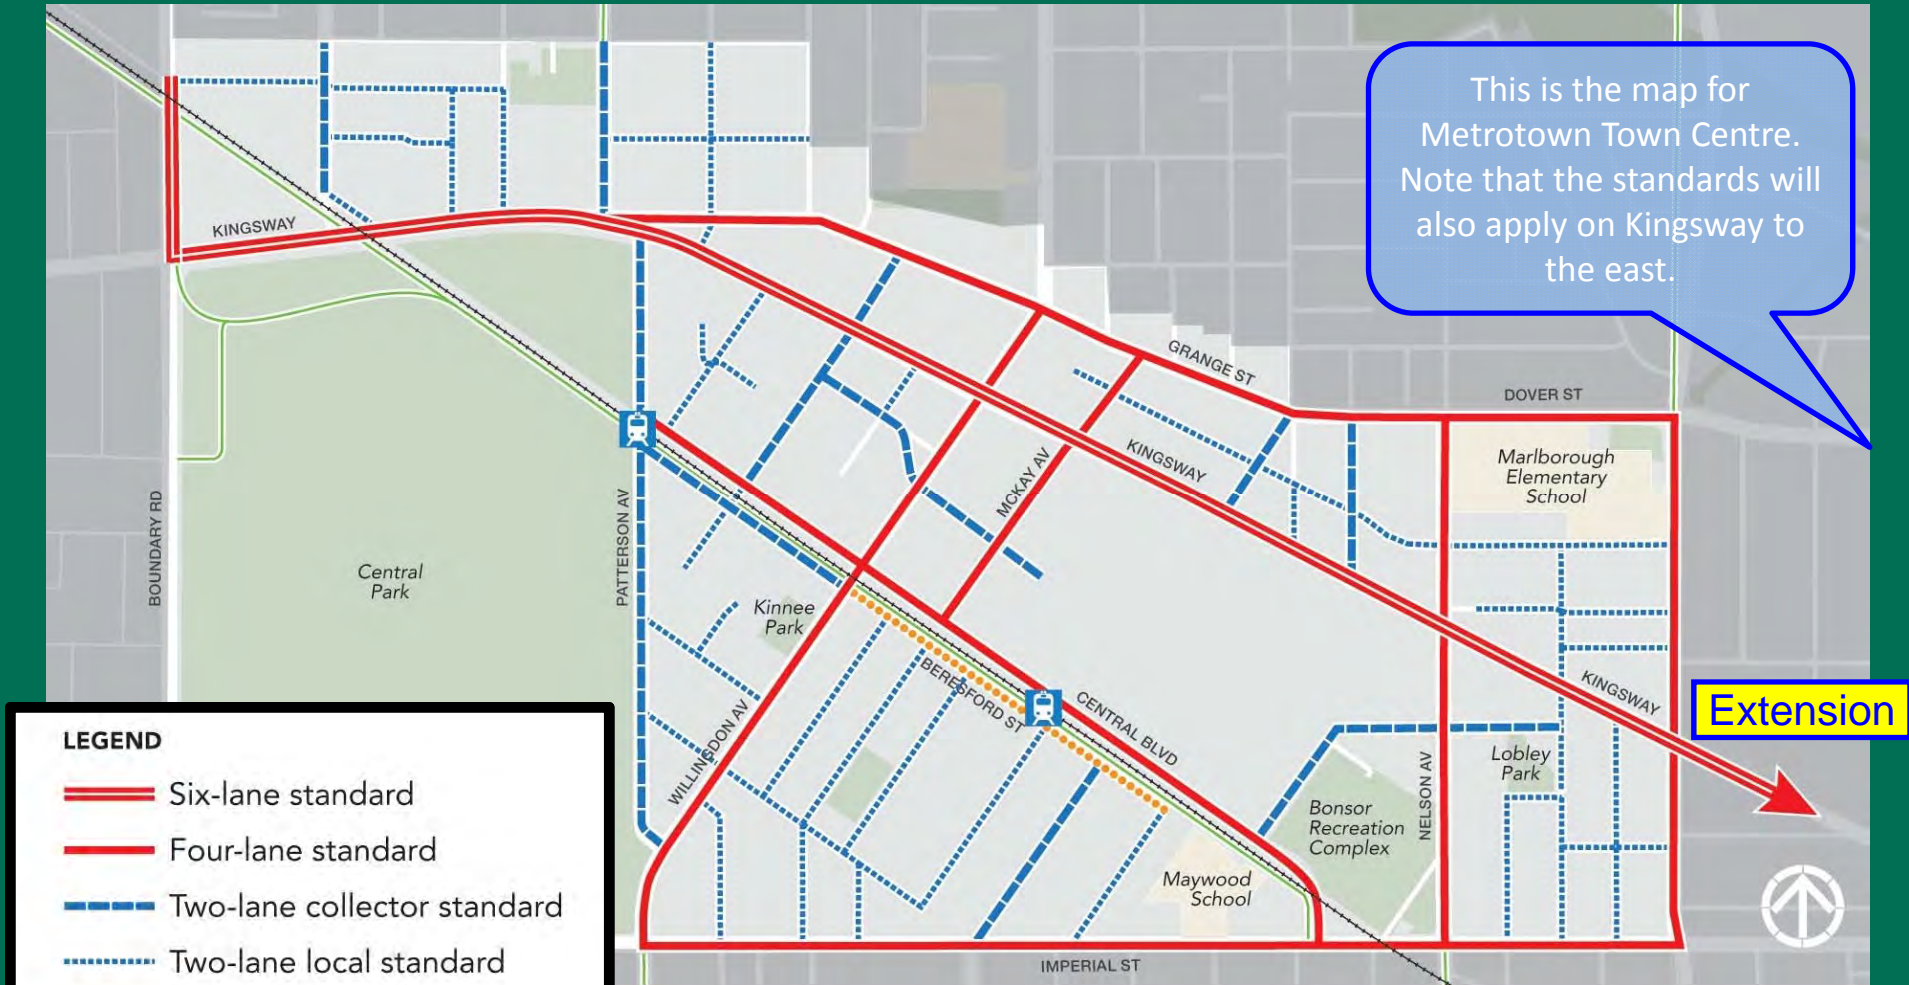 This is the map for
Metrotown Town Centre.
Note that the standards will
also apply on Kingsway to
the east.
KINGSWAY
GRANGE ST
DOVER ST
KINGSWAY
MCKAY AV
Marlborough
Elementary
School
BOUNDARY RD
PATTERSON AV
Central
Park
Kinnee
Park
BERESFORD ST
CENTRAL BLVD
WILLINGDON AV
KINGSWAY
Extension
NELSON AV
Lobley
Park
Bonsor
Recreation
Complex
Maywood
School
IMPERIAL ST
LEGEND
Six-lane standard
Four-lane standard
Two-lane collector standard
Two-lane local standard